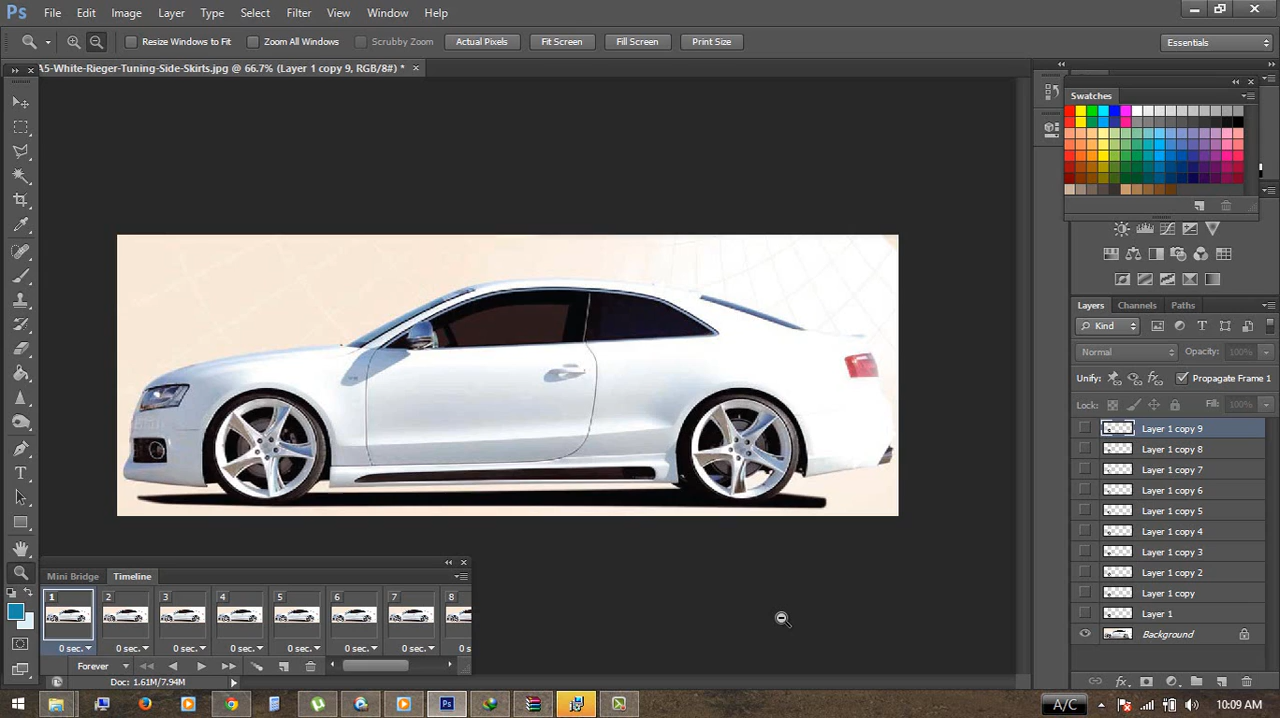 Ps File Edit Image Layer Type Select Filter View Window Help
Resize Windows to Fit Zoom All Windows Scrubby Zoom Actual Pixels Fit Screen Fill Screen Print Size Essentials
A5-White-Rieger-Tuning-Side-Skirts.jpg @ 66.7% (Layer 1 copy 9, RGB/8#) * ×
Swatches
Layers Channels Paths
Kind
Normal Opacity: 100%
Unify: Propagate Frame 1
Lock: Fill: 100%
Layer 1 copy 9
Layer 1 copy 8
Layer 1 copy 7
Layer 1 copy 6
Layer 1 copy 5
Layer 1 copy 4
Layer 1 copy 3
Layer 1 copy 2
Layer 1 copy
Layer 1
Background
Mini Bridge Timeline
1 2 3 4 5 6 7 8
0 sec. 0 sec. 0 sec. 0 sec. 0 sec. 0 sec. 0 sec. 0 sec.
Forever
Doc: 1.61M/7.94M
Ps A/C 10:09 AM